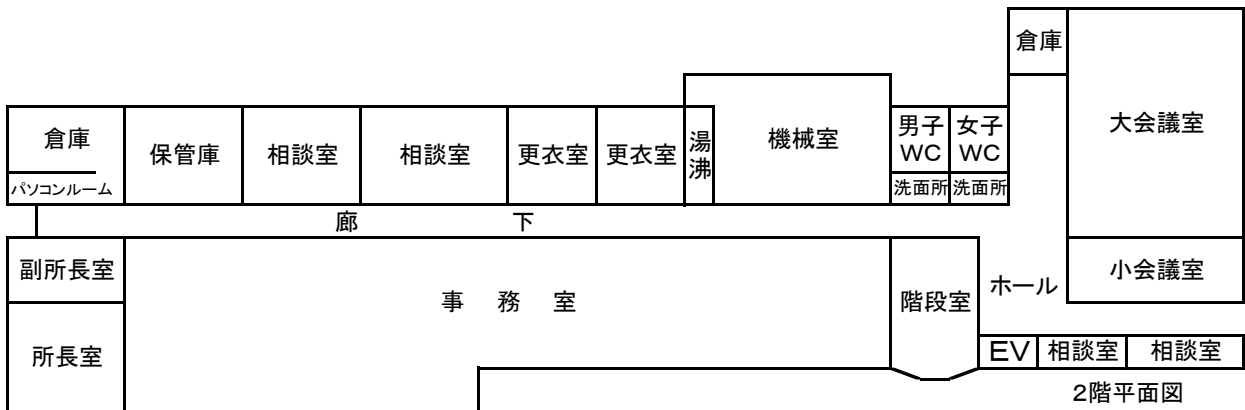 倉庫
大会議室
倉庫
パソコンルーム
保管庫
相談室
相談室
更衣室
更衣室
湯
沸
機械室
男子
WC
女子
WC
洗面所
洗面所
廊 下
副所長室
事 務 室
階段室
ホール
小会議室
所長室
EV
相談室
相談室
2階平面図